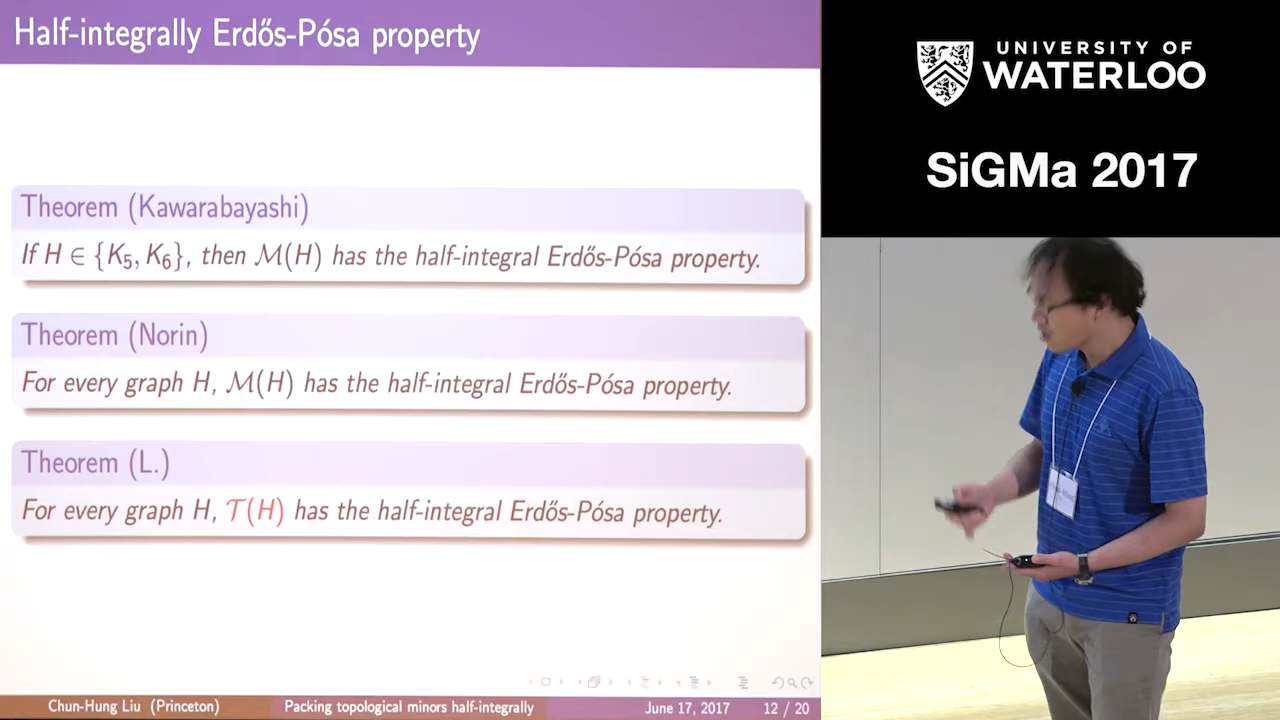 Half-integrally Erdős-Pósa property
Theorem (Kawarabayashi)
If H ∈ {K₅, K₆}, then ℳ(H) has the half-integral Erdős-Pósa property.
Theorem (Norin)
For every graph H, ℳ(H) has the half-integral Erdős-Pósa property.
Theorem (L.)
For every graph H, 𝒯(H) has the half-integral Erdős-Pósa property.
Chun-Hung Liu (Princeton)
Packing topological minors half-integrally
June 17, 2017
12 / 20
UNIVERSITY OF
WATERLOO
SiGMa 2017